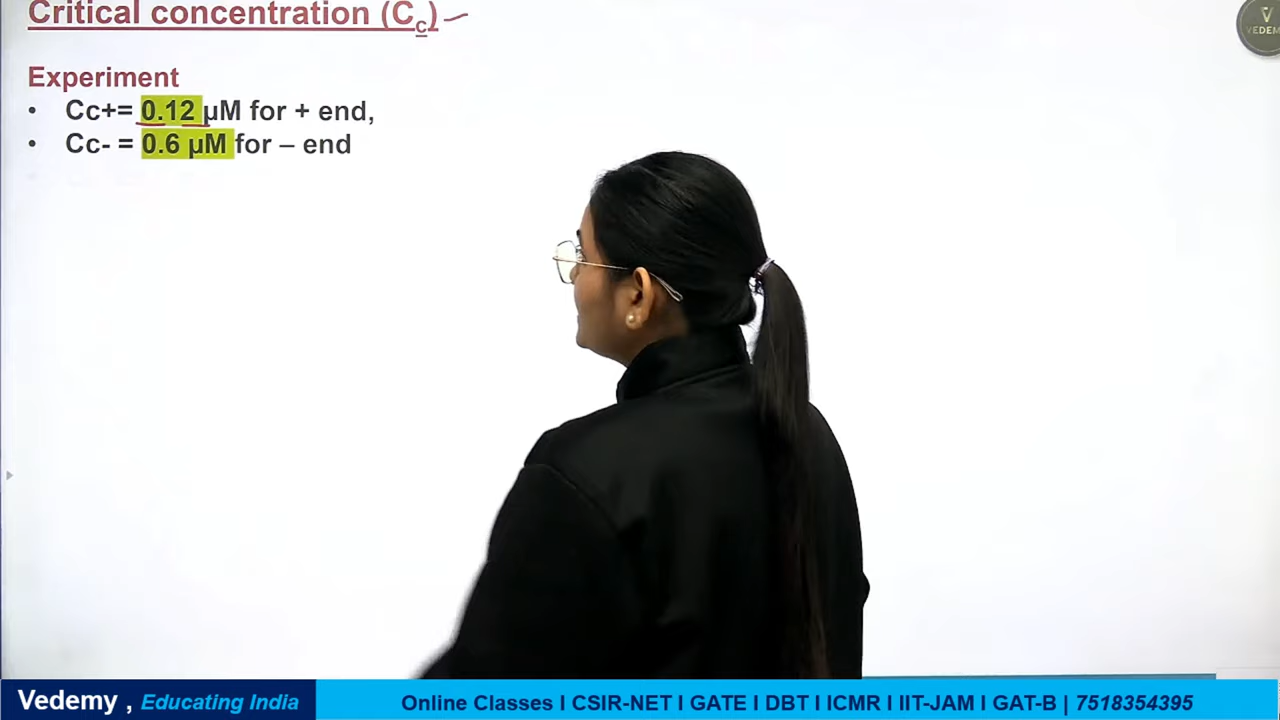 Critical concentration (Cc)
Experiment
• Cc+= 0.12 µM for + end,
• Cc- = 0.6 µM for – end
V
VEDEM
Vedemy , Educating India
Online Classes I CSIR-NET I GATE I DBT I ICMR I IIT-JAM I GAT-B | 7518354395